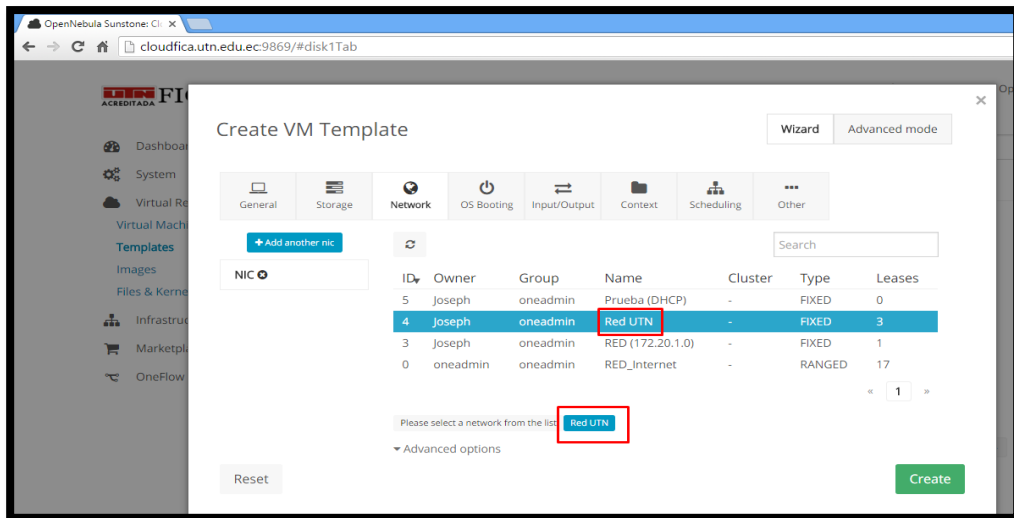 OpenNebula Sunstone: Cl
cloudfica.utn.edu.ec:9869/#disk1Tab
UTN FI
ACREDITADA
Op
Create VM Template
Wizard Advanced mode
Dashboar
System
Virtual Re
Virtual Machi
Templates
Images
Files & Kerne
Infrastruc
Marketpl
OneFlow
General Storage Network OS Booting Input/Output Context Scheduling Other
+ Add another nic
NIC
Search
ID Owner Group Name Cluster Type Leases
5 Joseph oneadmin Prueba (DHCP) - FIXED 0
4 Joseph oneadmin Red UTN - FIXED 3
3 Joseph oneadmin RED (172.20.1.0) - FIXED 1
0 oneadmin oneadmin RED_Internet - RANGED 17
« 1 »
Please select a network from the list Red UTN
Advanced options
Reset
Create